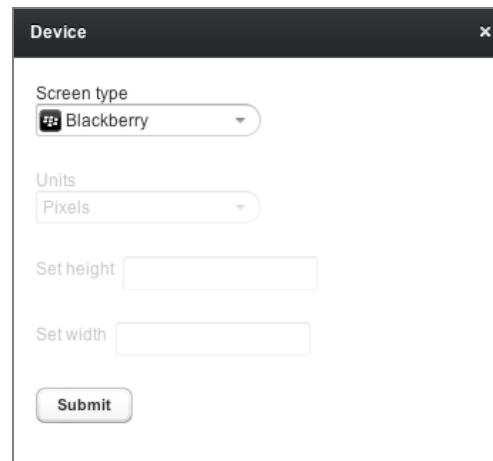 Device
Screen type
Blackberry
Units
Pixels
Set height
Set width
Submit